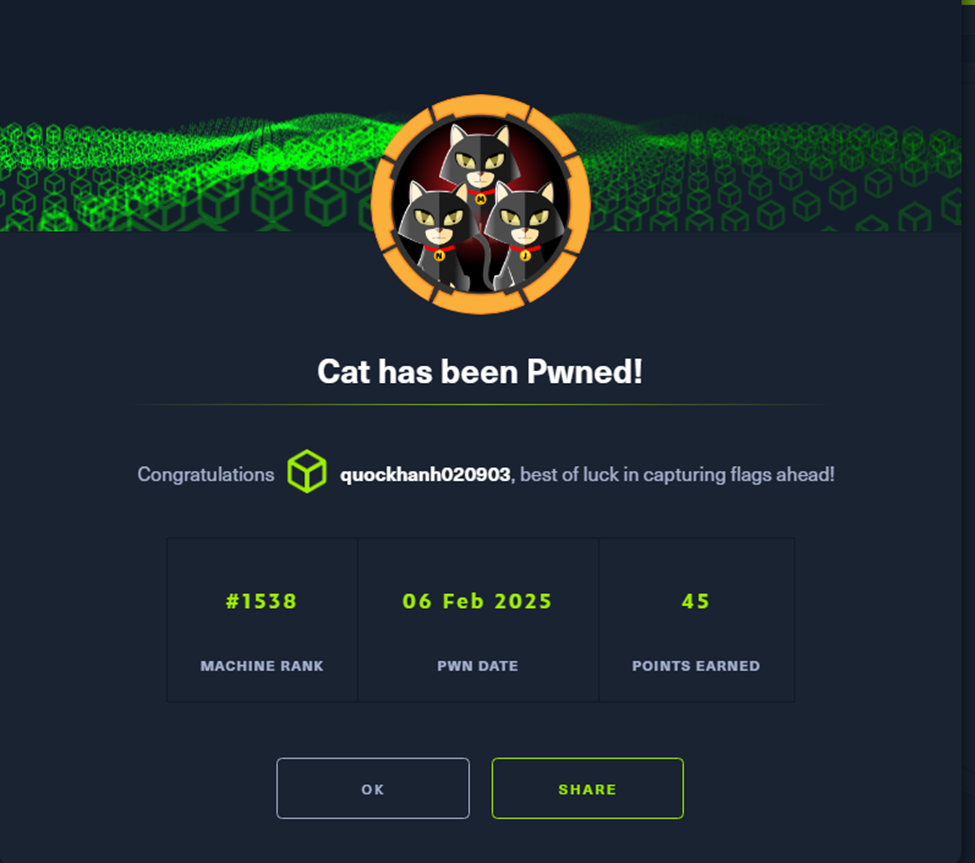 M
N
J
Cat has been Pwned!
Congratulations quockhanh020903, best of luck in capturing flags ahead!
#1538
06 Feb 2025
45
MACHINE RANK
PWN DATE
POINTS EARNED
OK
SHARE